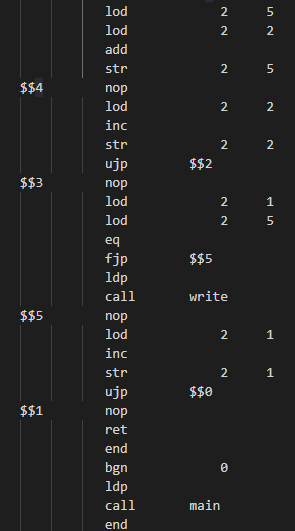 lod 2 5
lod 2 2
add
str 2 5
$$4 nop
lod 2 2
inc
str 2 2
ujp $$2
$$3 nop
lod 2 1
lod 2 5
eq
fjp $$5
ldp
call write
$$5 nop
lod 2 1
inc
str 2 1
ujp $$0
$$1 nop
ret
end
bgn 0
ldp
call main
end